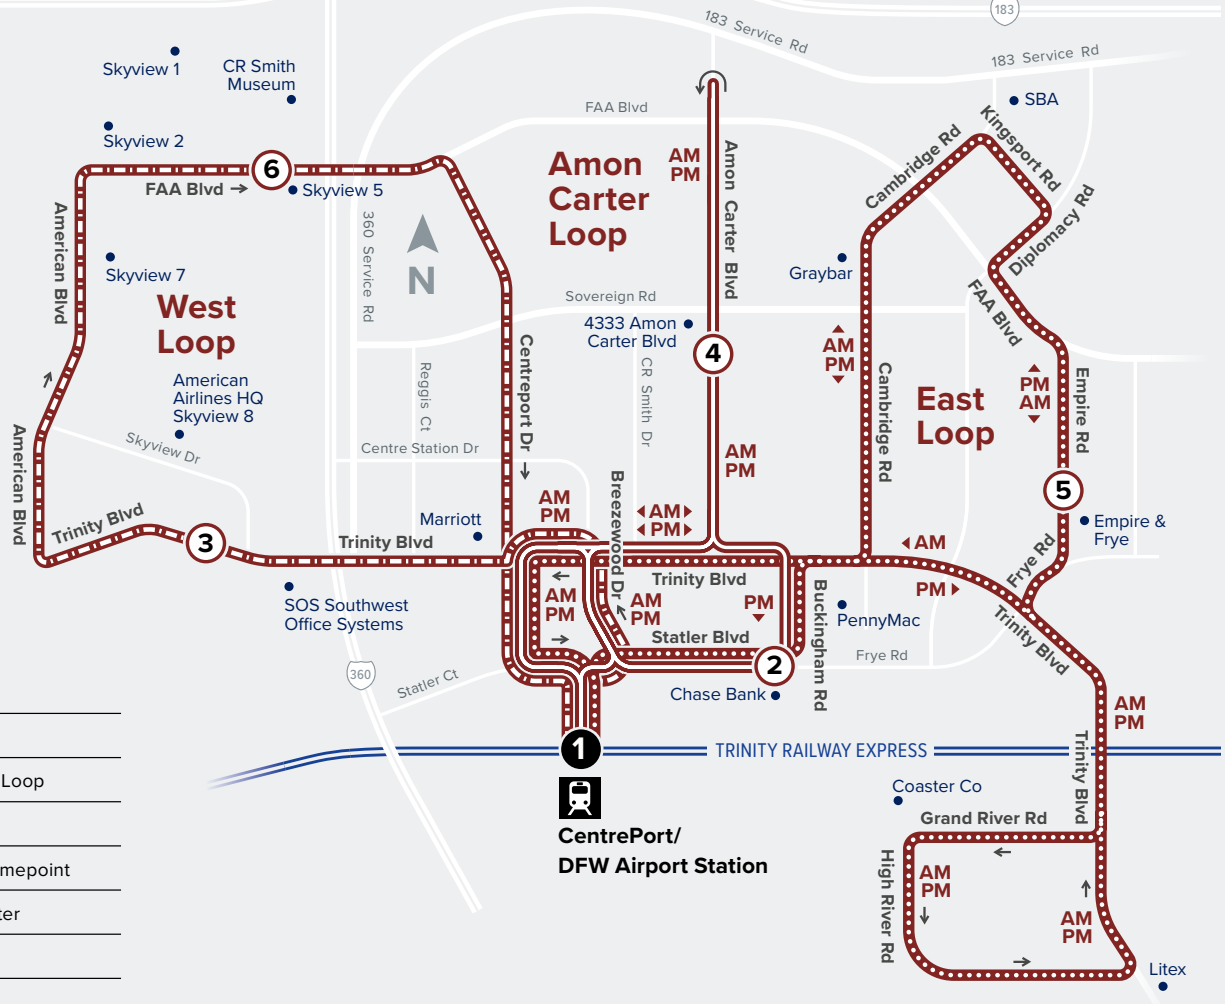 183
183 Service Rd
183 Service Rd
Skyview 1
CR Smith
Museum
SBA
FAA Blvd
Skyview 2
Kingsport Rd
Cambridge Rd
Amon
Carter
Loop
AM
PM
Amon Carter Blvd
6
FAA Blvd
Skyview 5
Diplomacy Rd
American Blvd
360 Service Rd
N
Skyview 7
Graybar
West
Loop
Sovereign Rd
FAA Blvd
4333 Amon
Carter Blvd
4
AM
PM
Centreport Dr
CR Smith Dr
Reggis Ct
Cambridge Rd
PM
AM
Empire Rd
American
Airlines HQ
Skyview 8
East
Loop
American Blvd
Skyview Dr
Centre Station Dr
AM
PM
Breezewood Dr
AM
PM
5
AM
PM
Trinity Blvd
3
Marriott
Trinity Blvd
Empire &
Frye
AM
PM
Frye Rd
Trinity Blvd
AM
PM
AM
PM
PM
Buckingham Rd
SOS Southwest
Office Systems
PennyMac
Trinity Blvd
Statler Blvd
2
Frye Rd
360
Statler Ct
Chase Bank
AM
PM
1
TRINITY RAILWAY EXPRESS
Trinity Blvd
Loop
Coaster Co
Grand River Rd
CentrePort/
DFW Airport Station
High River Rd
AM
PM
mepoint
ter
AM
PM
Litex